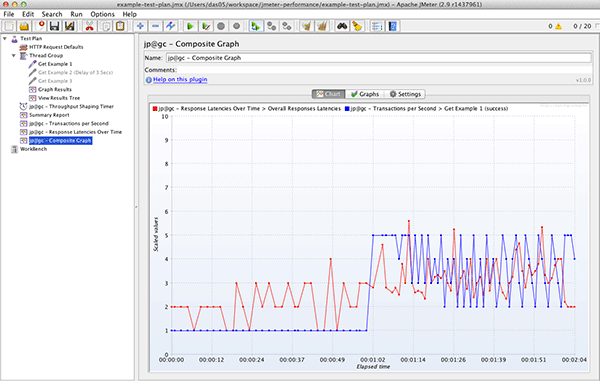 example-test-plan.jmx (/Users/das05/workspace/jmeter-performance/example-test-plan.jmx) - Apache JMeter (2.9 r1437961)
File Edit Search Run Options Help
0 0 / 20
Test Plan
HTTP Request Defaults
Thread Group
Get Example 1
Get Example 2 (Delay of 3 Secs)
Get Example 3
Graph Results
View Results Tree
jp@gc - Throughput Shaping Timer
Summary Report
jp@gc - Transactions per Second
jp@gc - Response Latencies Over Time
jp@gc - Composite Graph
WorkBench
jp@gc - Composite Graph
Name: jp@gc - Composite Graph
Comments:
Help on this plugin v1.0.0
Chart Graphs Settings
jp@gc - Response Latencies Over Time > Overall Responses Latencies jp@gc - Transactions per Second > Get Example 1 (success)
10
9
8
7
6
5
4
3
2
1
0
Scaled values
00:00:00 00:00:12 00:00:24 00:00:37 00:00:49 00:01:02 00:01:14 00:01:26 00:01:39 00:01:51 00:02:04
Elapsed time